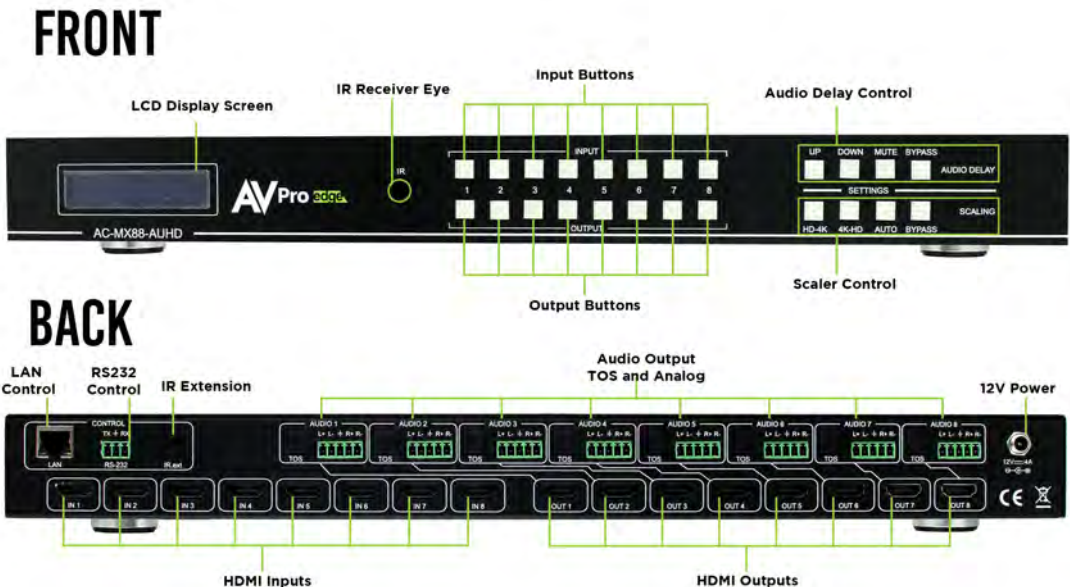 FRONT
Input Buttons
IR Receiver Eye
Audio Delay Control
LCD Display Screen
INPUT
UP DOWN MUTE BYPASS
IR
AUDIO DELAY
AVPro edge
1 2 3 4 5 6 7 8
SETTINGS
SCALING
AC-MX88-AUHD
OUTPUT
HD-4K 4K-HD AUTO BYPASS
Scaler Control
Output Buttons
BACK
Audio Output
TOS and Analog
LAN
Control
RS232
Control
IR Extension
12V Power
CONTROL
AUDIO 1 AUDIO 2 AUDIO 3 AUDIO 4 AUDIO 5 AUDIO 6 AUDIO 7 AUDIO 8
TX ⏚ RX
L+ L- ⏚ R+ R- L+ L- ⏚ R+ R- L+ L- ⏚ R+ R- L+ L- ⏚ R+ R- L+ L- ⏚ R+ R- L+ L- ⏚ R+ R- L+ L- ⏚ R+ R- L+ L- ⏚ R+ R-
LAN RS-232 IR.ext
TOS TOS TOS TOS TOS TOS TOS TOS
12V⎓4A
IN 1 IN 2 IN 3 IN 4 IN 5 IN 6 IN 7 IN 8 OUT 1 OUT 2 OUT 3 OUT 4 OUT 5 OUT 6 OUT 7 OUT 8
CE
HDMI Inputs
HDMI Outputs